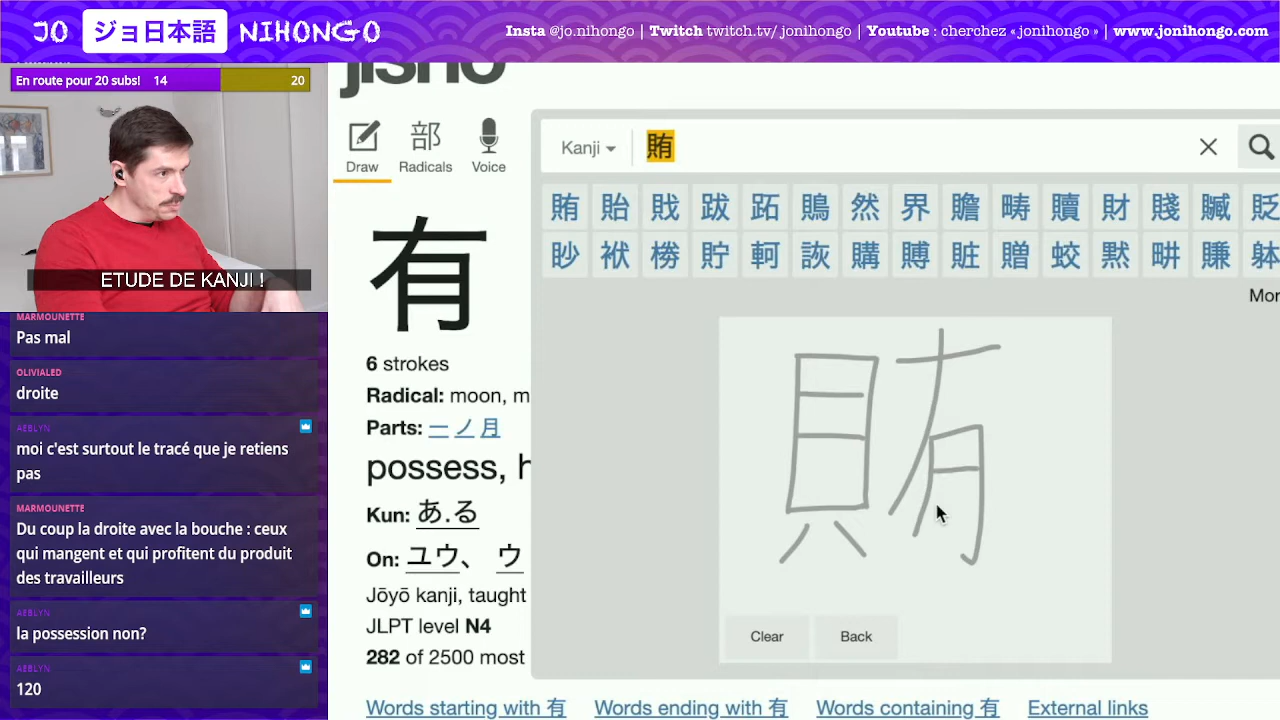 JO ジョ日本語 NIHONGO
Insta @jo.nihongo | Twitch twitch.tv/ jonihongo | Youtube : cherchez « jonihongo » | www.jonihongo.com
En route pour 20 subs! 14 20
ETUDE DE KANJI !
MARMOUNETTE
Pas mal
OLIVIALED
droite
AEBLYN
moi c'est surtout le tracé que je retiens
pas
MARMOUNETTE
Du coup la droite avec la bouche : ceux
qui mangent et qui profitent du produit
des travailleurs
AEBLYN
la possession non?
AEBLYN
120
jisho
Draw
部
Radicals
Voice
Kanji
賄
賄 貽 戝 跋 跖 鵙 然 界 贍 畴 贖 財 賤 贓 貶
眇 袱 椦 貯 軻 詼 購 賻 賍 贈 蛟 黙 畊 賺 躰
有
6 strokes
Radical: moon, m
Parts: 一 ノ 月
possess, h
Kun: あ.る
On: ユウ、 ウ
Jōyō kanji, taught
JLPT level N4
282 of 2500 most
Mor
賄
Clear
Back
Words starting with 有
Words ending with 有
Words containing 有
External links